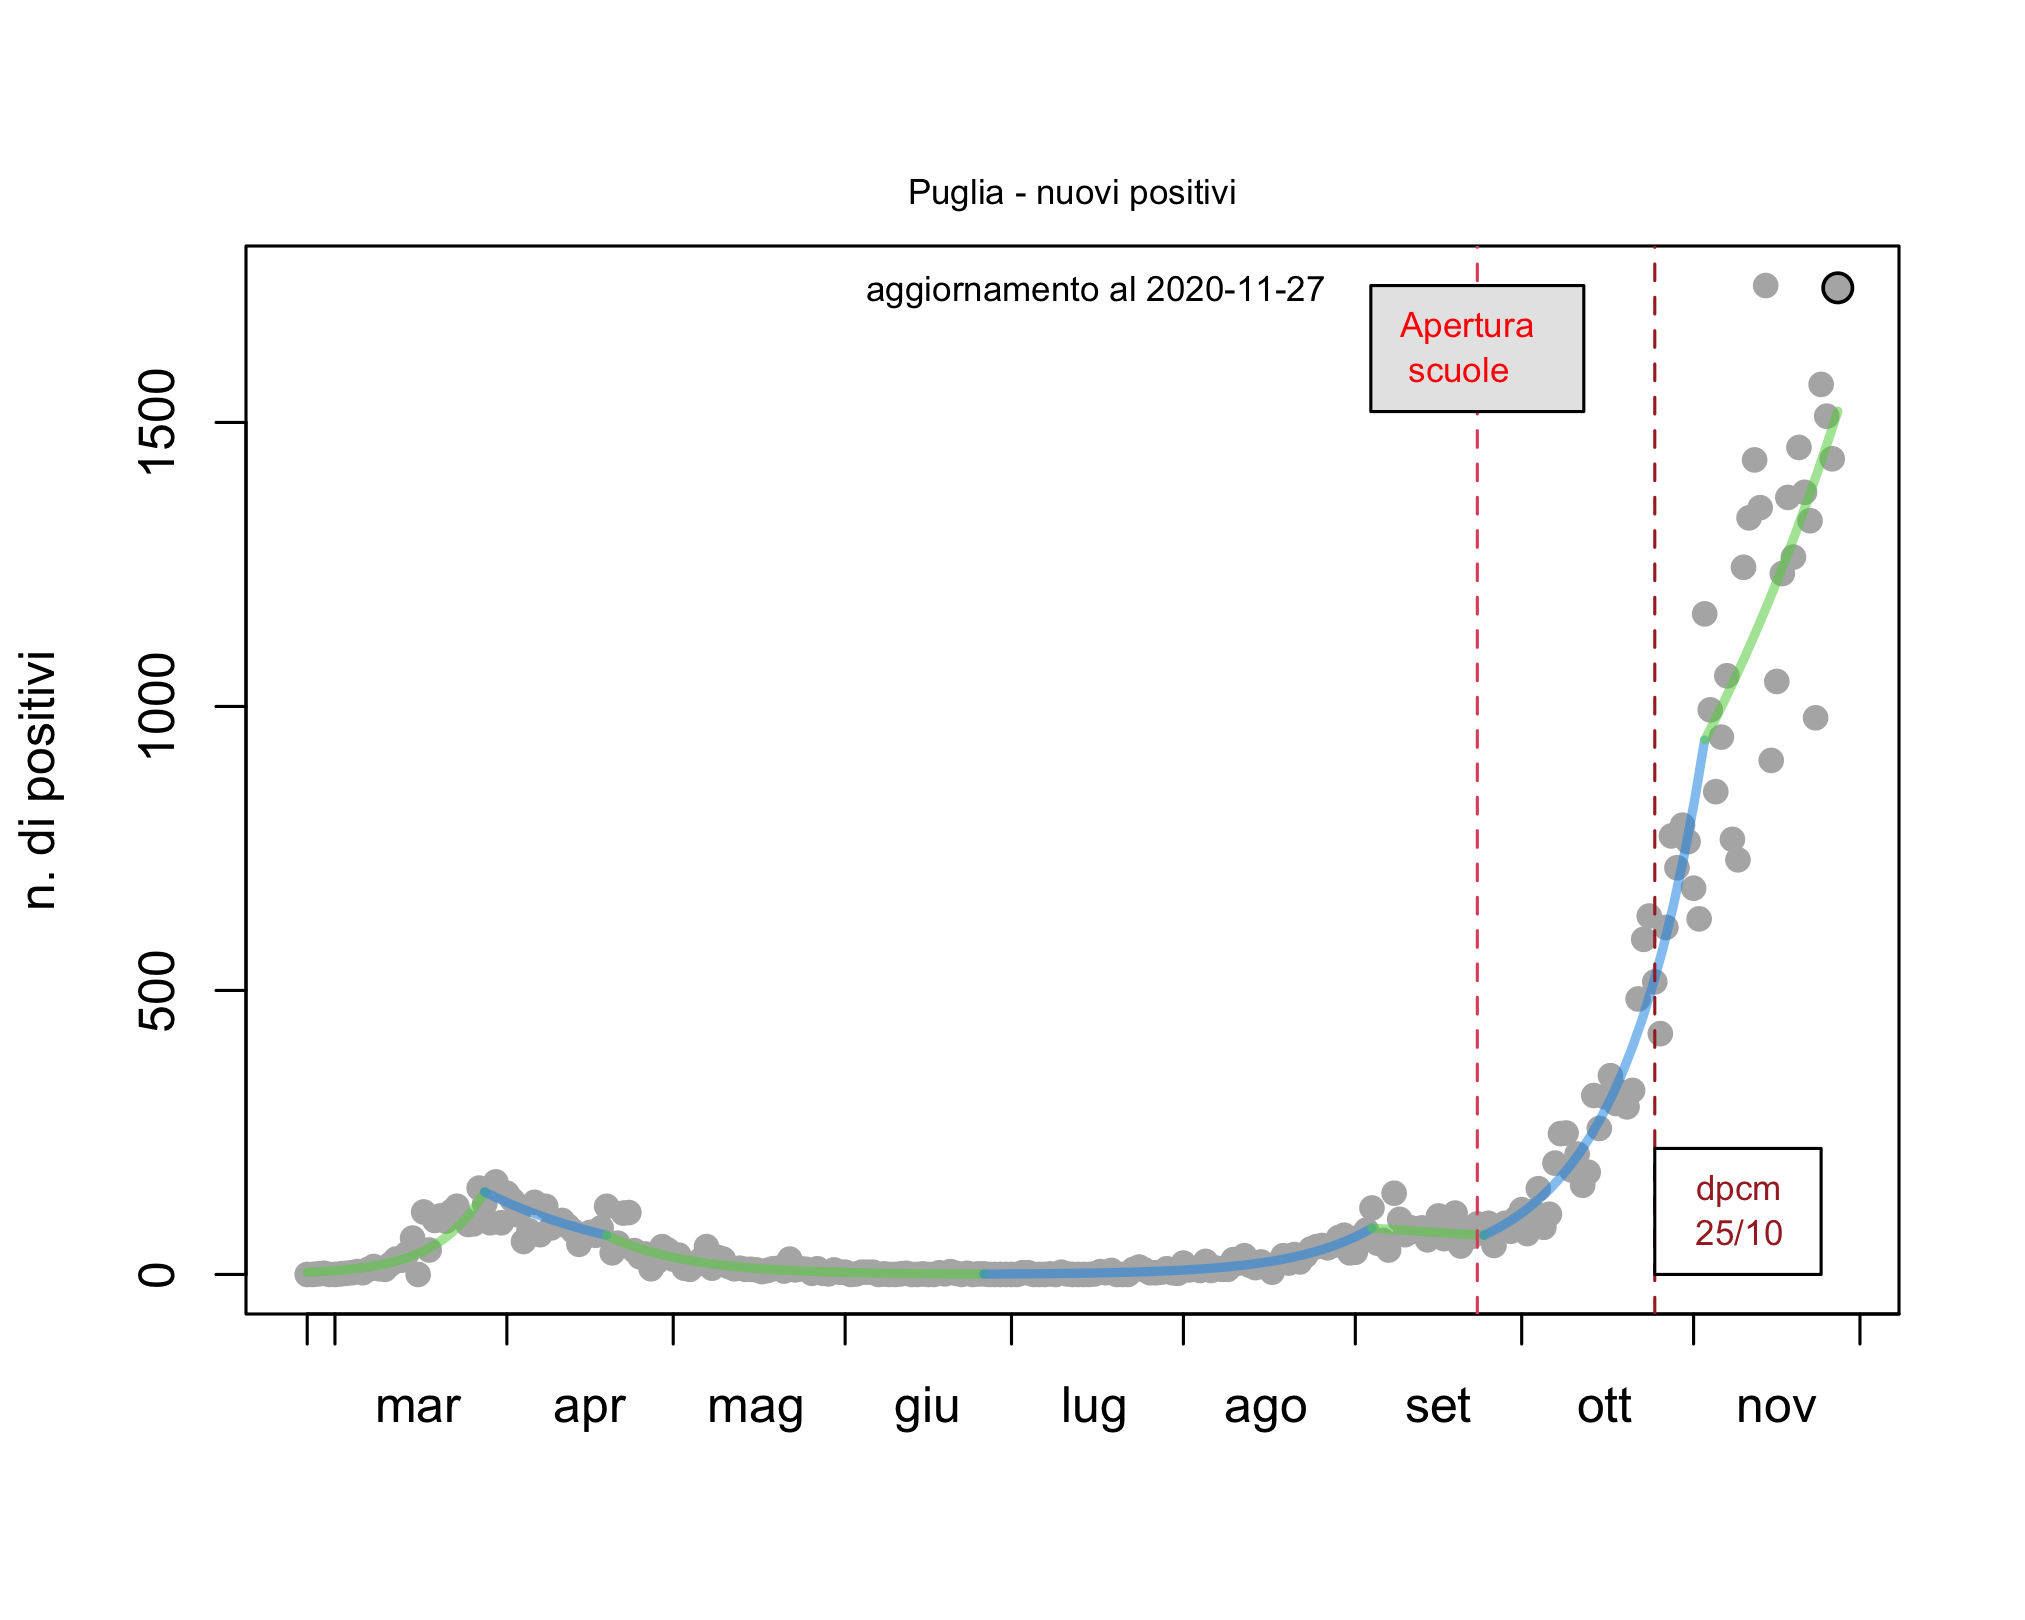 Puglia - nuovi positivi
aggiornamento al 2020-11-27
Apertura
scuole
n. di positivi
1500
1000
500
0
dpcm
25/10
mar apr mag giu lug ago set ott nov